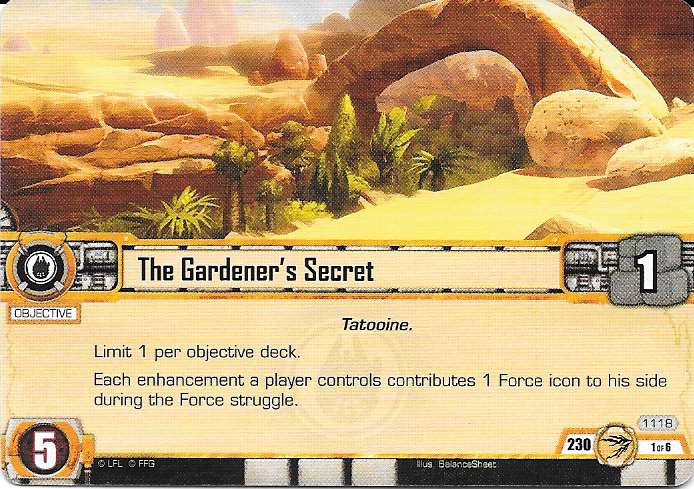 The Gardener's Secret
1
OBJECTIVE
Tatooine.
Limit 1 per objective deck.
Each enhancement a player controls contributes 1 Force icon to his side
during the Force struggle.
1118
5
230
1 OF 6
© LFL © FFG
Illus. BalanceSheet